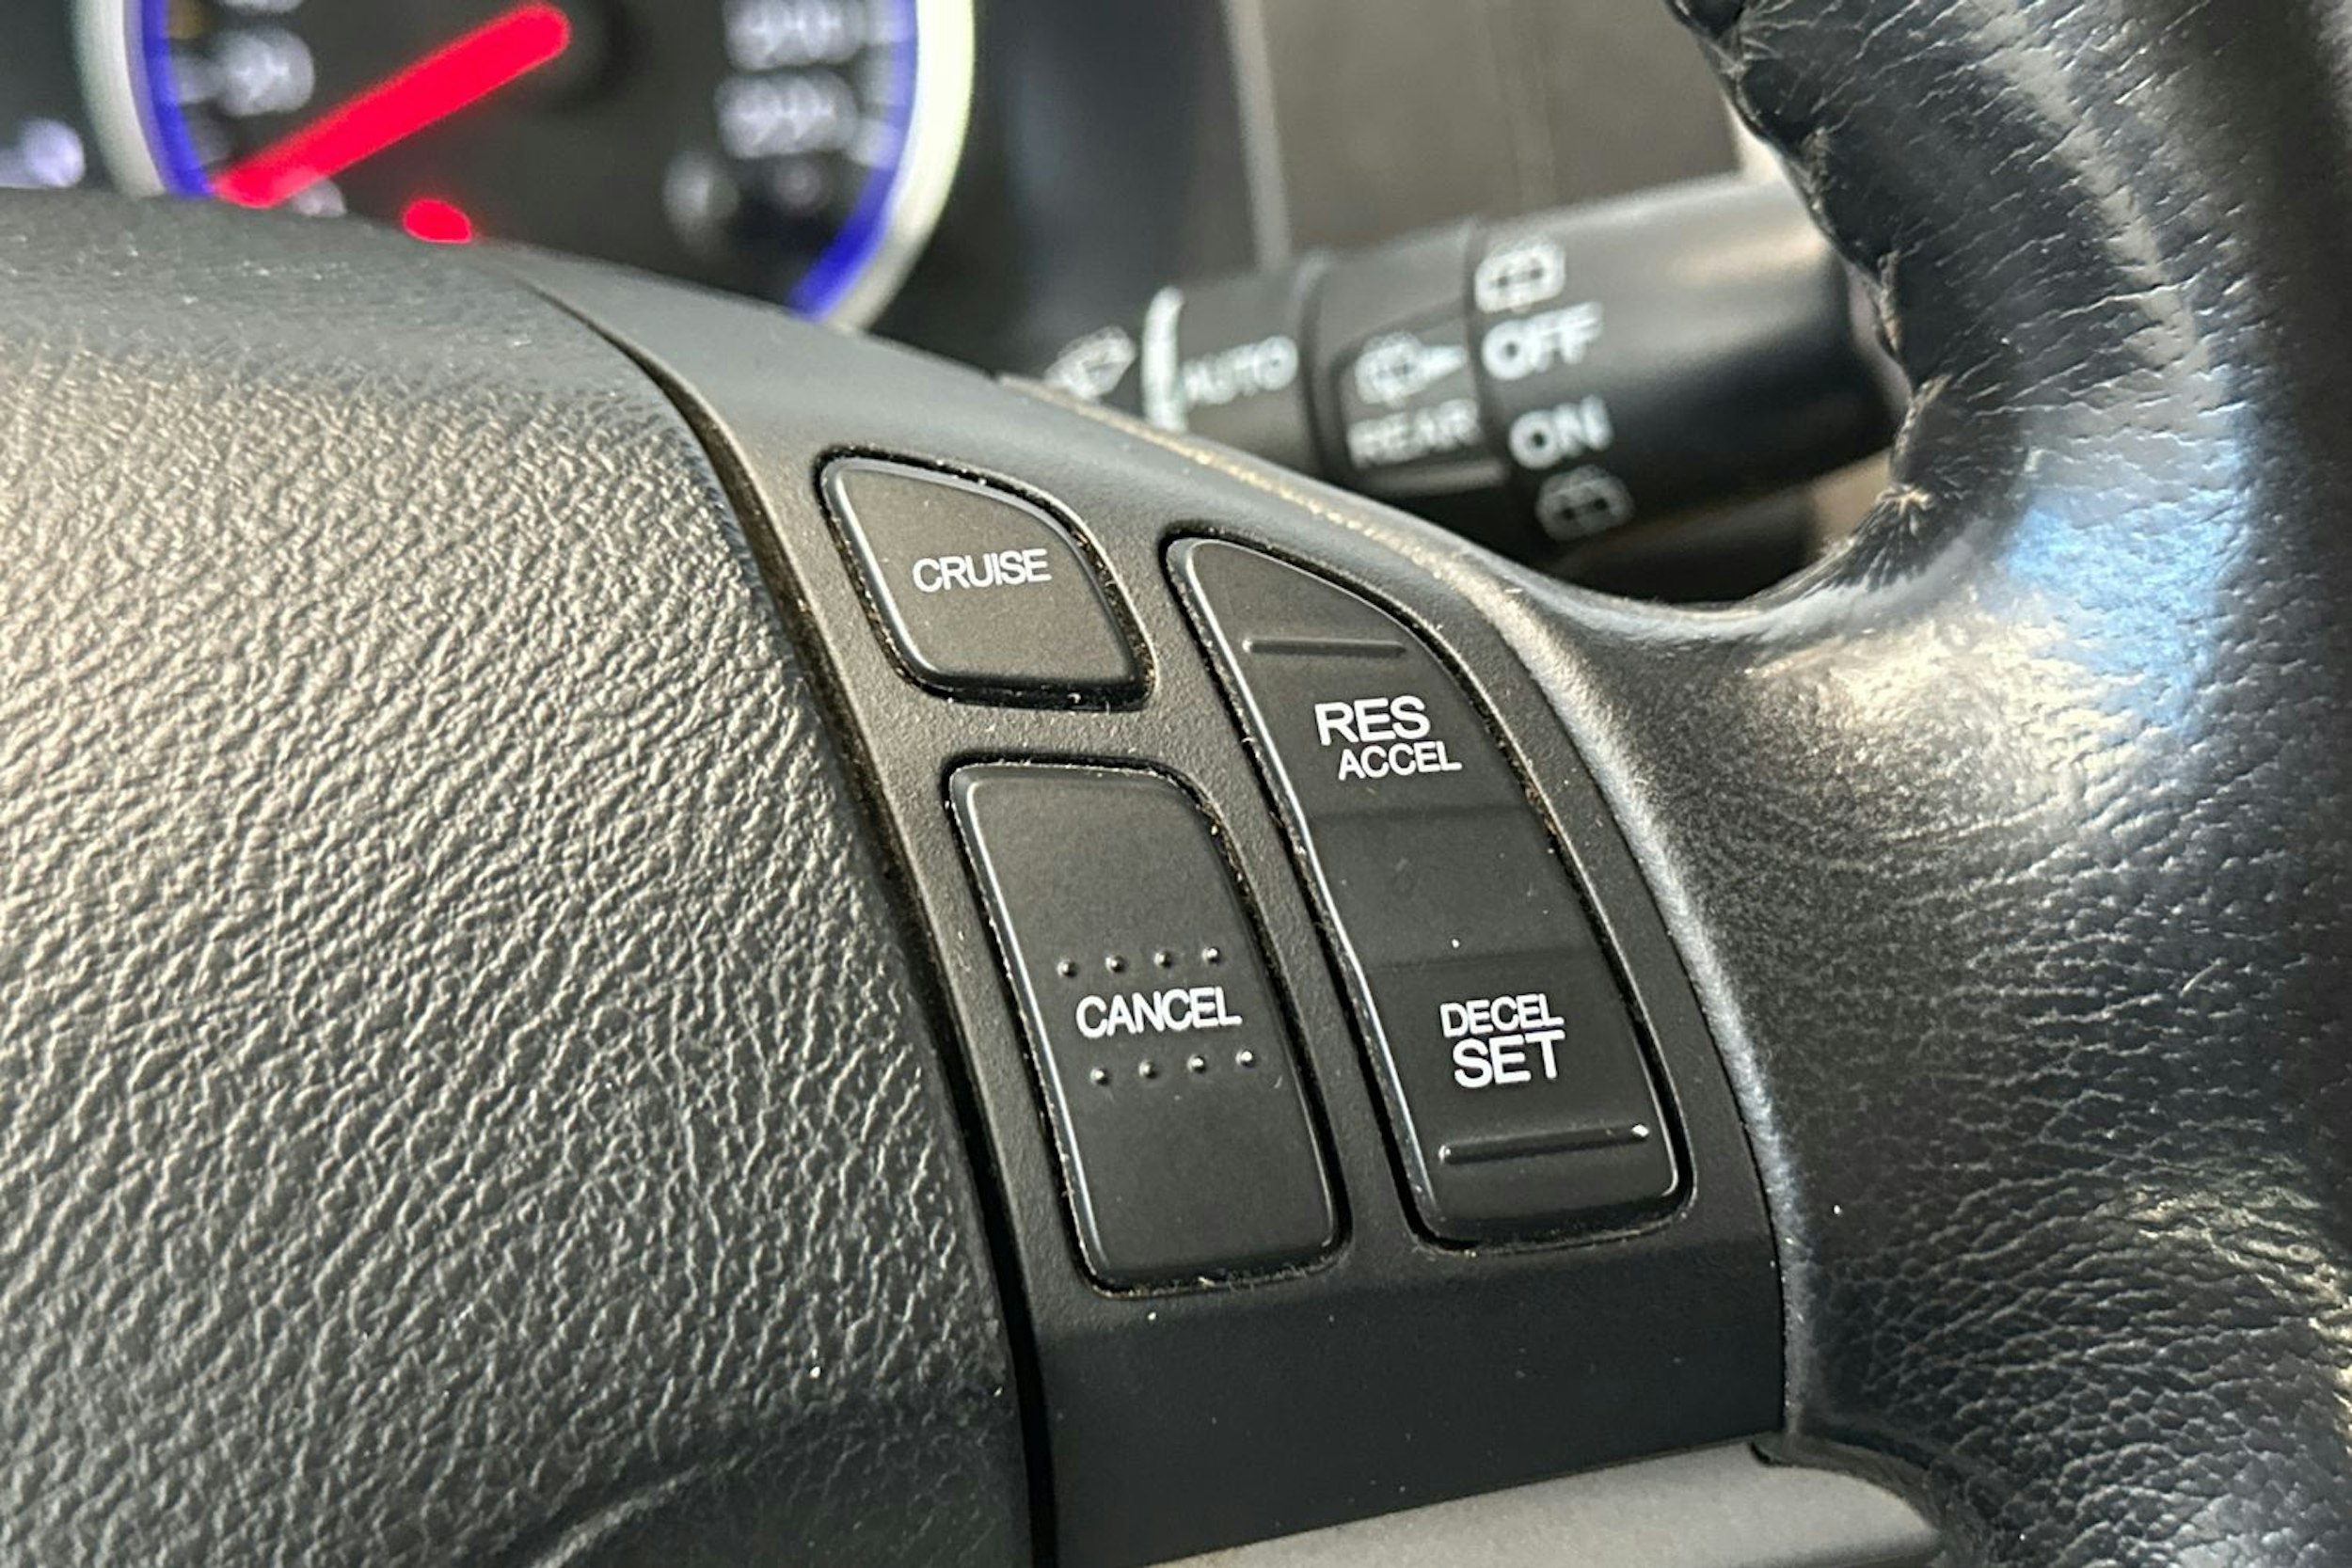 AUTO
REAR
OFF
ON
CRUISE
RES
ACCEL
CANCEL
DECEL
SET